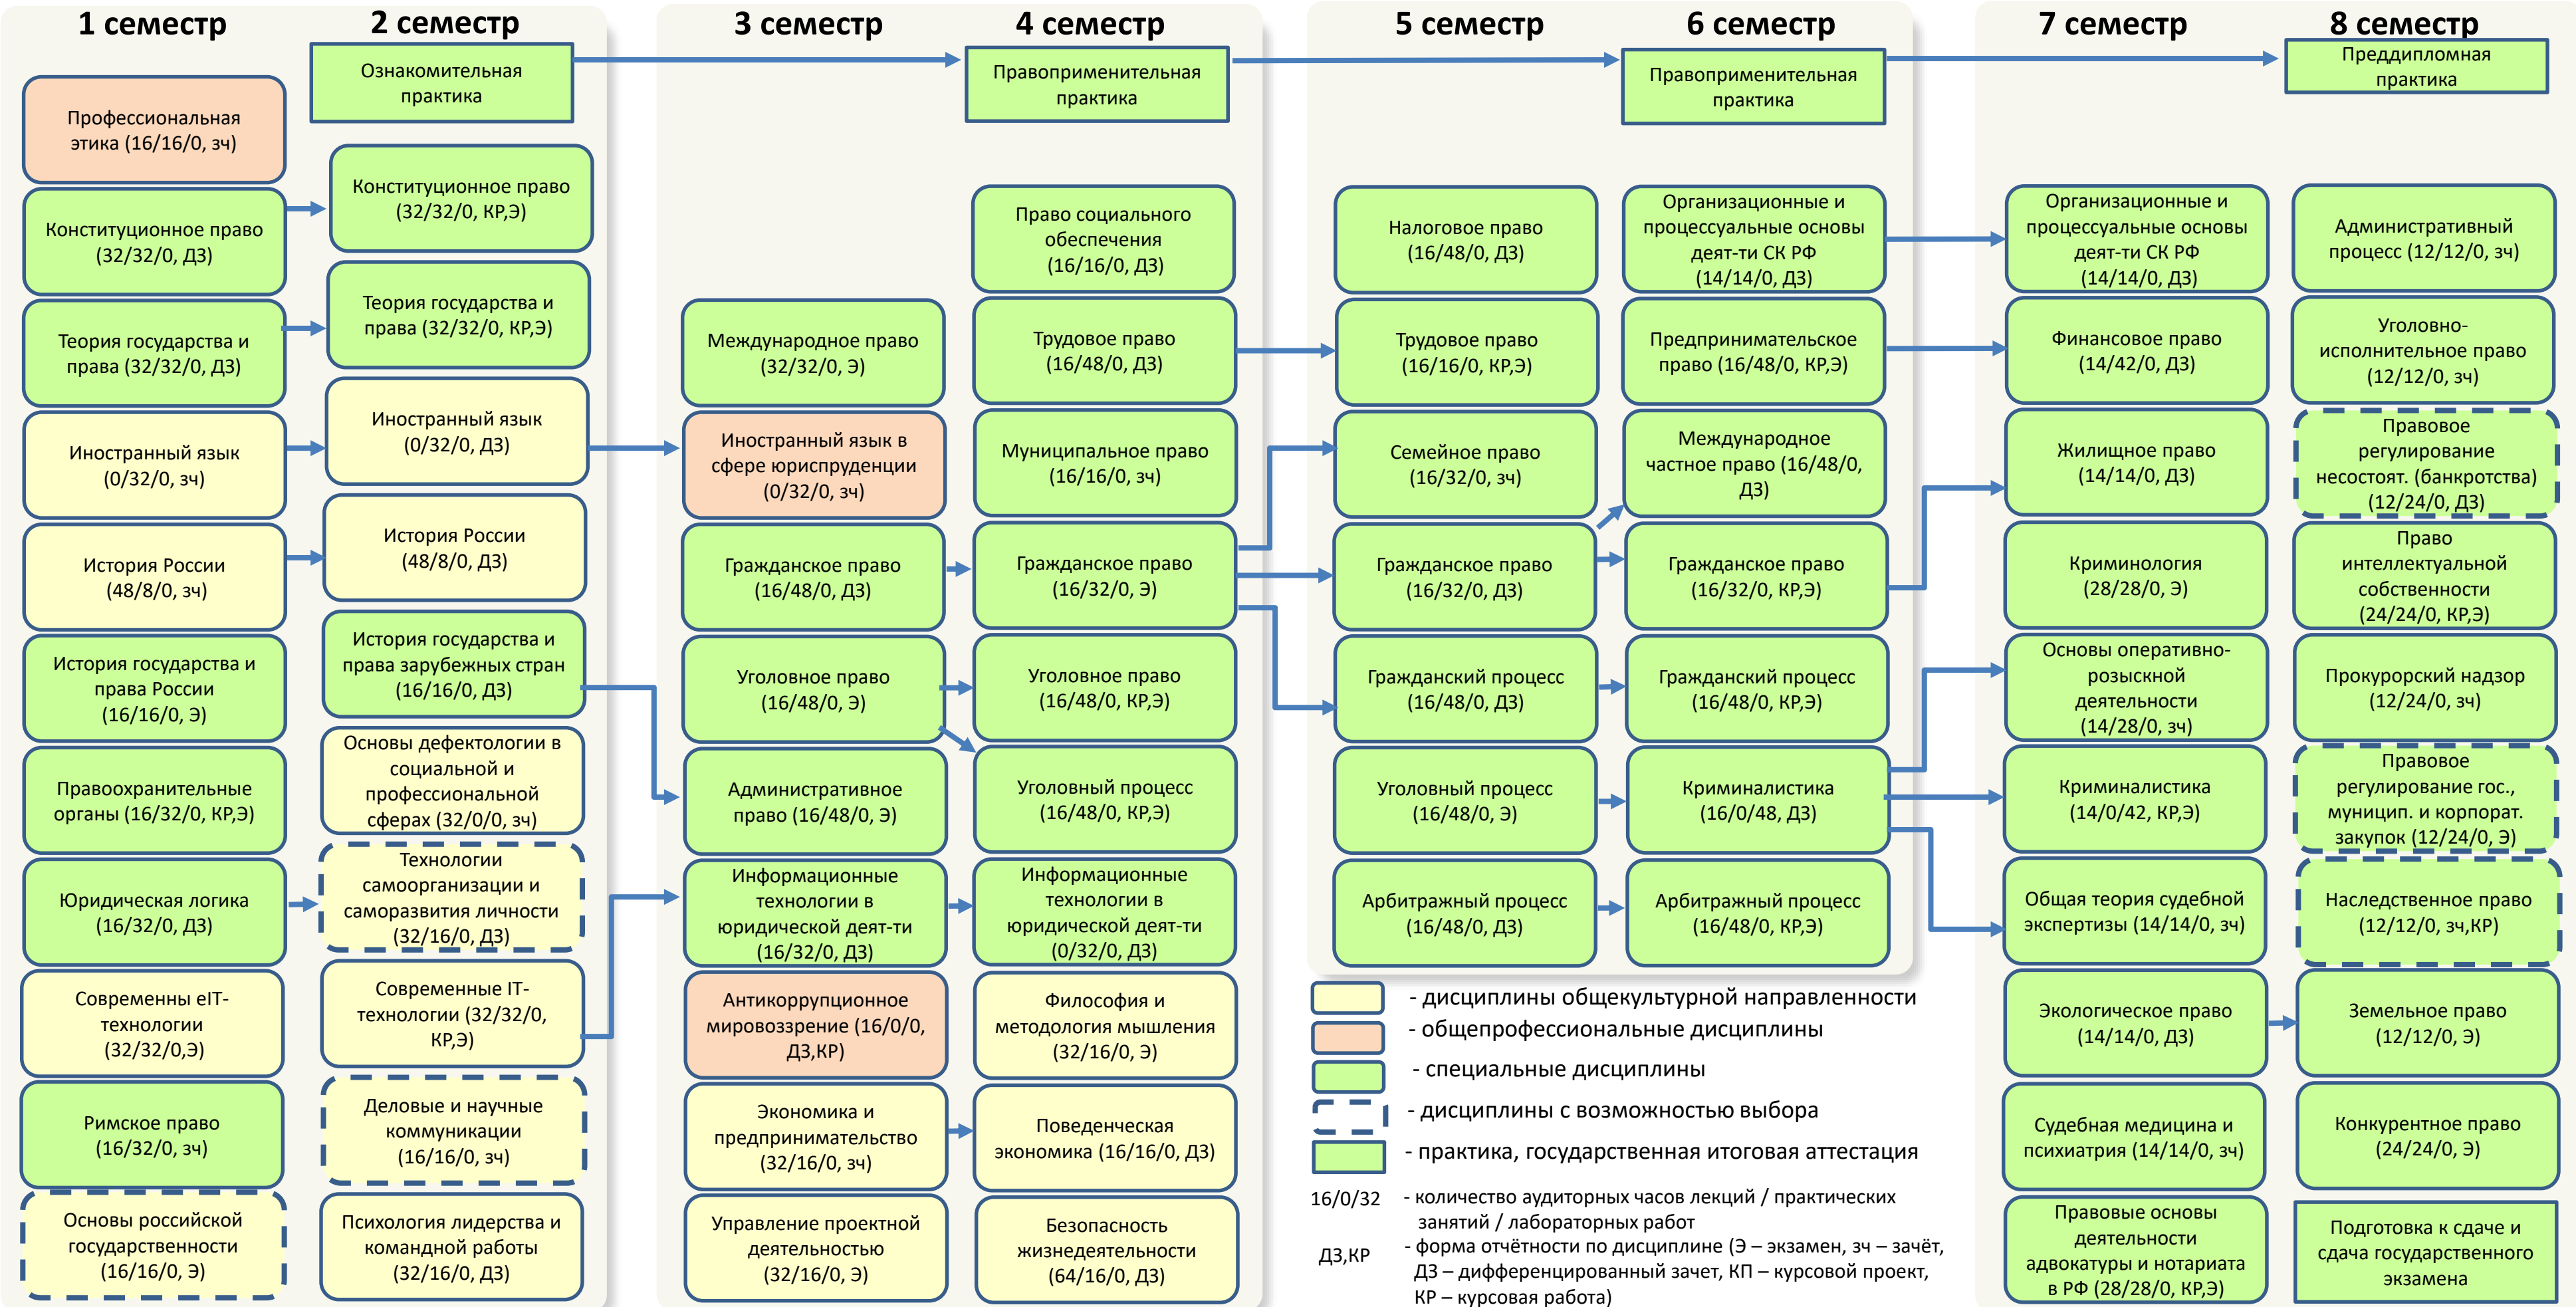 1 семестр
2 семестр
3 семестр
4 семестр
5 семестр
6 семестр
7 семестр
8 семестр
Профессиональная
этика (16/16/0, зч)
Конституционное право
(32/32/0, ДЗ)
Теория государства и
права (32/32/0, ДЗ)
Иностранный язык
(0/32/0, зч)
История России
(48/8/0, зч)
История государства и
права России
(16/16/0, Э)
Правоохранительные
органы (16/32/0, КР,Э)
Юридическая логика
(16/32/0, ДЗ)
Современны еIT-
технологии
(32/32/0,Э)
Римское право
(16/32/0, зч)
Основы российской
государственности
(16/16/0, Э)
Ознакомительная
практика
Конституционное право
(32/32/0, КР,Э)
Теория государства и
права (32/32/0, КР,Э)
Иностранный язык
(0/32/0, ДЗ)
История России
(48/8/0, ДЗ)
История государства и
права зарубежных стран
(16/16/0, ДЗ)
Основы дефектологии в
социальной и
профессиональной
сферах (32/0/0, зч)
Технологии
самоорганизации и
саморазвития личности
(32/16/0, ДЗ)
Современные IT-
технологии (32/32/0,
КР,Э)
Деловые и научные
коммуникации
(16/16/0, зч)
Психология лидерства и
командной работы
(32/16/0, ДЗ)
Международное право
(32/32/0, Э)
Иностранный язык в
сфере юриспруденции
(0/32/0, зч)
Гражданское право
(16/48/0, ДЗ)
Уголовное право
(16/48/0, Э)
Административное
право (16/48/0, Э)
Информационные
технологии в
юридической деят-ти
(16/32/0, ДЗ)
Антикоррупционное
мировоззрение (16/0/0,
ДЗ,КР)
Экономика и
предпринимательство
(32/16/0, зч)
Управление проектной
деятельностью
(32/16/0, Э)
Правоприменительная
практика
Право социального
обеспечения
(16/16/0, ДЗ)
Трудовое право
(16/48/0, ДЗ)
Муниципальное право
(16/16/0, зч)
Гражданское право
(16/32/0, Э)
Уголовное право
(16/48/0, КР,Э)
Уголовный процесс
(16/48/0, КР,Э)
Информационные
технологии в
юридической деят-ти
(0/32/0, ДЗ)
Философия и
методология мышления
(32/16/0, Э)
Поведенческая
экономика (16/16/0, ДЗ)
Безопасность
жизнедеятельности
(64/16/0, ДЗ)
Налоговое право
(16/48/0, ДЗ)
Трудовое право
(16/16/0, КР,Э)
Семейное право
(16/32/0, зч)
Гражданское право
(16/32/0, ДЗ)
Гражданский процесс
(16/48/0, ДЗ)
Уголовный процесс
(16/48/0, Э)
Арбитражный процесс
(16/48/0, ДЗ)
Правоприменительная
практика
Организационные и
процессуальные основы
деят-ти СК РФ
(14/14/0, ДЗ)
Предпринимательское
право (16/48/0, КР,Э)
Международное
частное право (16/48/0,
ДЗ)
Гражданское право
(16/32/0, КР,Э)
Гражданский процесс
(16/48/0, КР,Э)
Криминалистика
(16/0/48, ДЗ)
Арбитражный процесс
(16/48/0, КР,Э)
- дисциплины общекультурной направленности
- общепрофессиональные дисциплины
- специальные дисциплины
- дисциплины с возможностью выбора
- практика, государственная итоговая аттестация
16/0/32 - количество аудиторных часов лекций / практических
занятий / лабораторных работ
ДЗ,КР - форма отчётности по дисциплине (Э – экзамен, зч – зачёт,
ДЗ – дифференцированный зачет, КП – курсовой проект,
КР – курсовая работа)
Организационные и
процессуальные основы
деят-ти СК РФ
(14/14/0, ДЗ)
Финансовое право
(14/42/0, ДЗ)
Жилищное право
(14/14/0, ДЗ)
Криминология
(28/28/0, Э)
Основы оперативно-
розыскной
деятельности
(14/28/0, зч)
Криминалистика
(14/0/42, КР,Э)
Общая теория судебной
экспертизы (14/14/0, зч)
Экологическое право
(14/14/0, ДЗ)
Судебная медицина и
психиатрия (14/14/0, зч)
Правовые основы
деятельности
адвокатуры и нотариата
в РФ (28/28/0, КР,Э)
Преддипломная
практика
Административный
процесс (12/12/0, зч)
Уголовно-
исполнительное право
(12/12/0, зч)
Правовое
регулирование
несостоят. (банкротства)
(12/24/0, ДЗ)
Право
интеллектуальной
собственности
(24/24/0, КР,Э)
Прокурорский надзор
(12/24/0, зч)
Правовое
регулирование гос.,
муницип. и корпорат.
закупок (12/24/0, Э)
Наследственное право
(12/12/0, зч,КР)
Земельное право
(12/12/0, Э)
Конкурентное право
(24/24/0, Э)
Подготовка к сдаче и
сдача государственного
экзамена